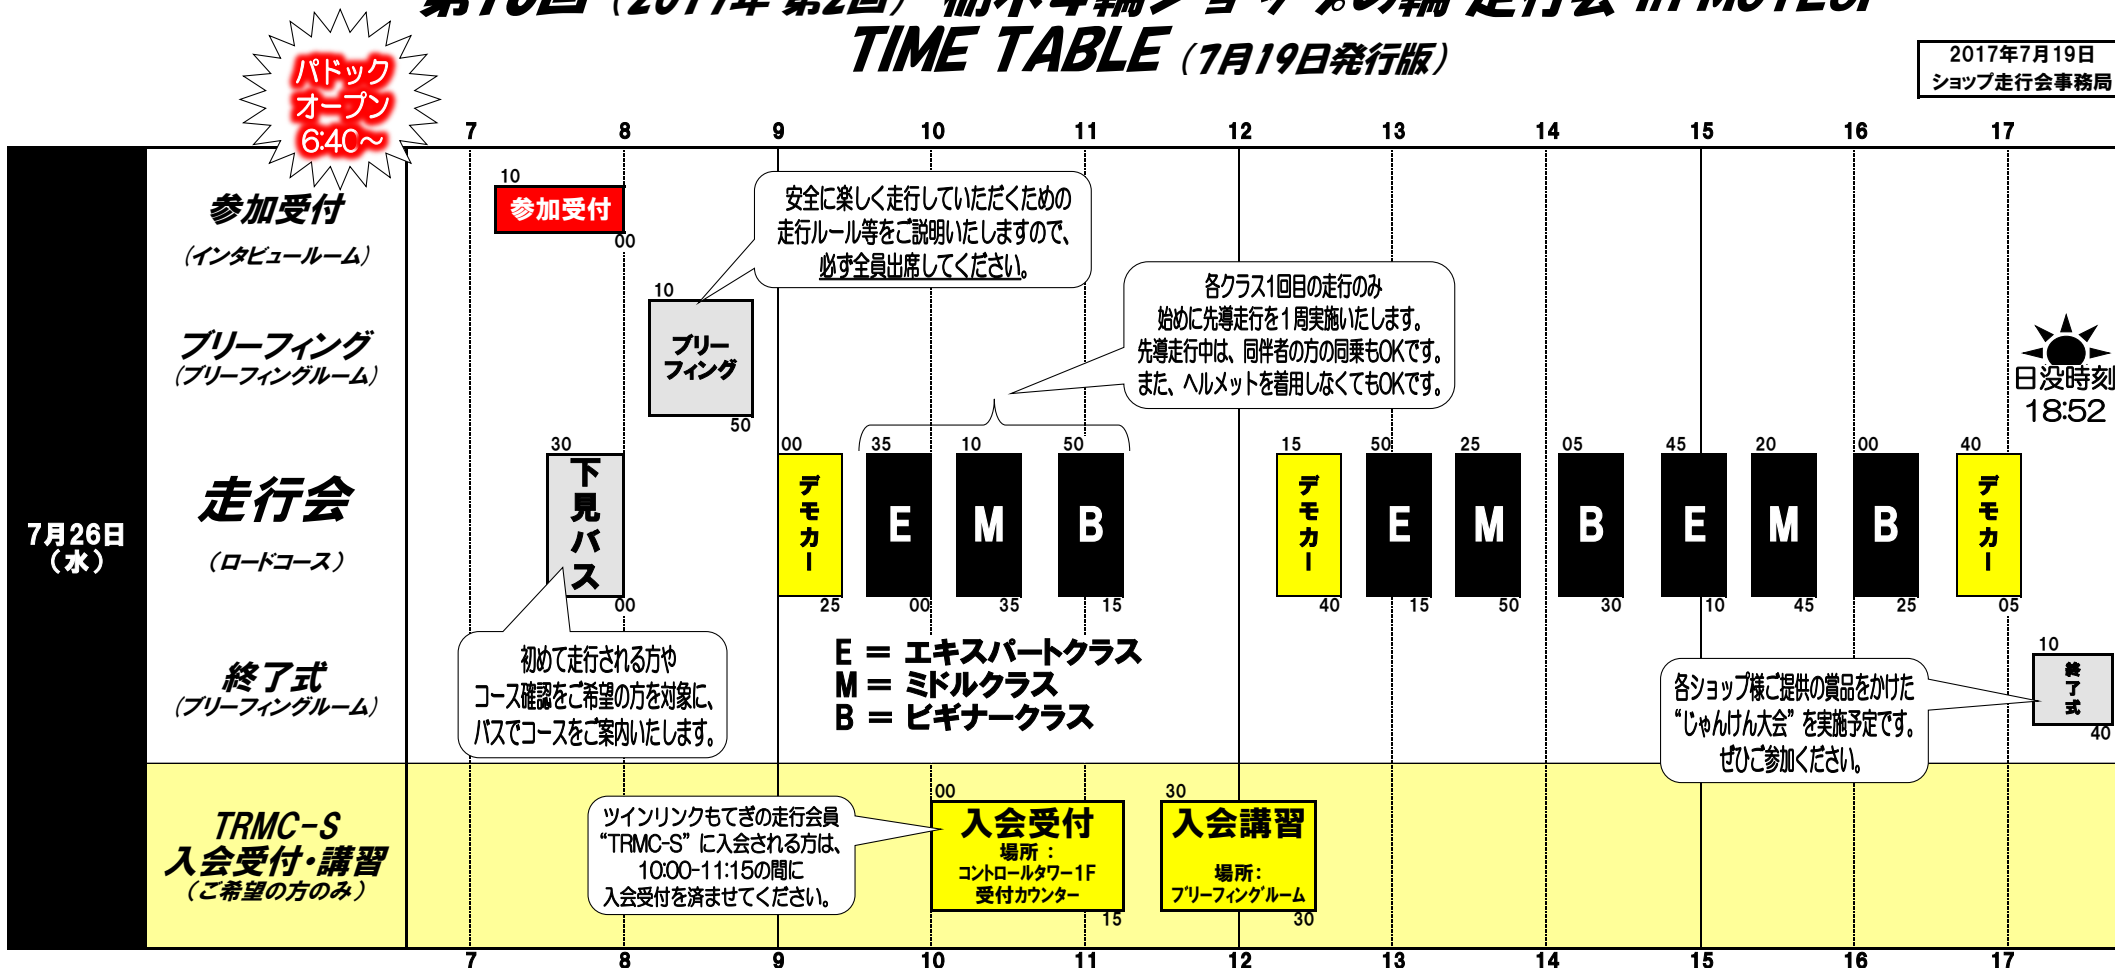 TIME TABLE（7月19日発行版）
2017年7月19日
ショップ走行会事務局
パドック
オープン
6:40～
7 8 9 10 11 12 13 14 15 16 17
7月26日
（水）
参加受付
（インタビュールーム）
10
参加受付
00
安全に楽しく走行していただくための
走行ルール等をご説明いたしますので、
必ず全員出席してください。
ブリーフィング
（ブリーフィングルーム）
10
ブリー
フィング
50
各クラス1回目の走行のみ
始めに先導走行を1周実施いたします。
先導走行中は、同伴者の方の同乗もOKです。
また、ヘルメットを着用しなくてもOKです。
日没時刻
18:52
走行会
（ロードコース）
30 00 35 10 50 15 50 25 05 45 20 00 40
下見バス
デモカー
E
M
B
デモカー
E
M
B
E
M
B
デモカー
00 25 00 35 15 40 15 50 30 10 45 25 05
初めて走行される方や
コース確認をご希望の方を対象に、
バスでコースをご案内いたします。
E ＝ エキスパートクラス
M ＝ ミドルクラス
B ＝ ビギナークラス
終了式
（ブリーフィングルーム）
各ショップ様ご提供の賞品をかけた
“じゃんけん大会”を実施予定です。
ぜひご参加ください。
10
終了式
40
TRMC-S
入会受付・講習
（ご希望の方のみ）
ツインリンクもてぎの走行会員
“TRMC-S”に入会される方は、
10:00-11:15の間に
入会受付を済ませてください。
00
入会受付
場所：
コントロールタワー1F
受付カウンター
15
30
入会講習
場所：
ブリーフィングルーム
30
7 8 9 10 11 12 13 14 15 16 17